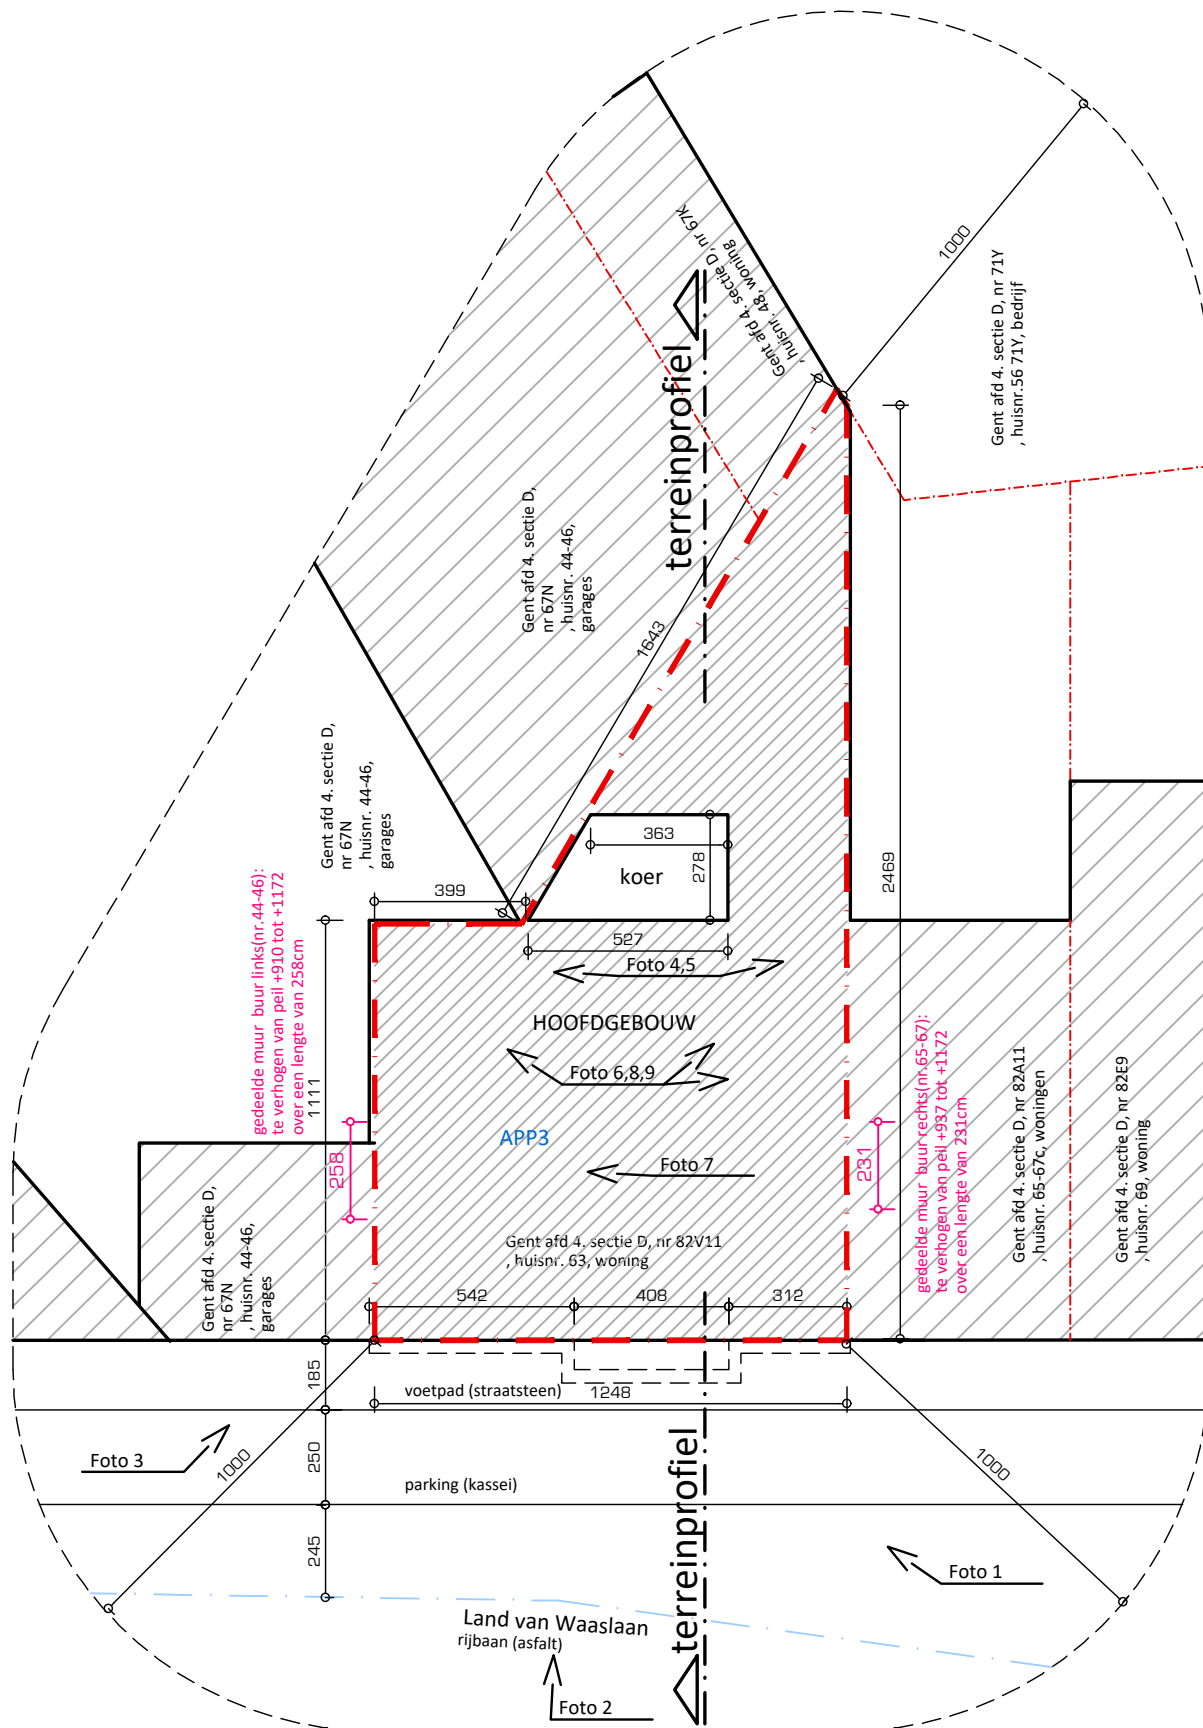 1000
Gent afd 4. sectie D, nr 71Y
, huisnr.56 71Y, bedrijf
Gent afd 4. sectie D, nr 67K
, huisnr. 48, woning
terreinprofiel
Gent afd 4. sectie D,
nr 67N
, huisnr. 44-46,
garages
1643
Gent afd 4. sectie D,
nr 67N
, huisnr. 44-46,
garages
363
koer
278
2469
399
527
gedeelde muur buur links(nr.44-46):
te verhogen van peil +910 tot +1172
over een lengte van 258cm
1111
Foto 4,5
HOOFDGEBOUW
Foto 6,8,9
APP3
Foto 7
258
231
gedeelde muur buur rechts(nr.65-67):
te verhogen van peil +937 tot +1172
over een lengte van 231cm
Gent afd 4. sectie D, nr 82A11
, huisnr. 65-67c, woningen
Gent afd 4. sectie D, nr 82E9
, huisnr. 69, woning
Gent afd 4. sectie D,
nr 67N
, huisnr. 44-46,
garages
Gent afd 4. sectie D, nr 82V11
, huisnr. 63, woning
542
408
312
185
voetpad (straatsteen)
1248
Foto 3
1000
250
parking (kassei)
1000
245
terreinprofiel
Foto 1
Land van Waaslaan
rijbaan (asfalt)
Foto 2